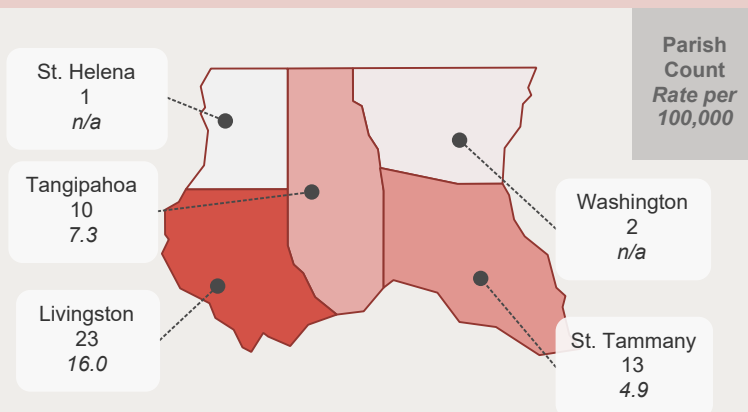 Parish
Count
Rate per
100,000
St. Helena
1
n/a
Tangipahoa
10
7.3
Livingston
23
16.0
Washington
2
n/a
St. Tammany
13
4.9